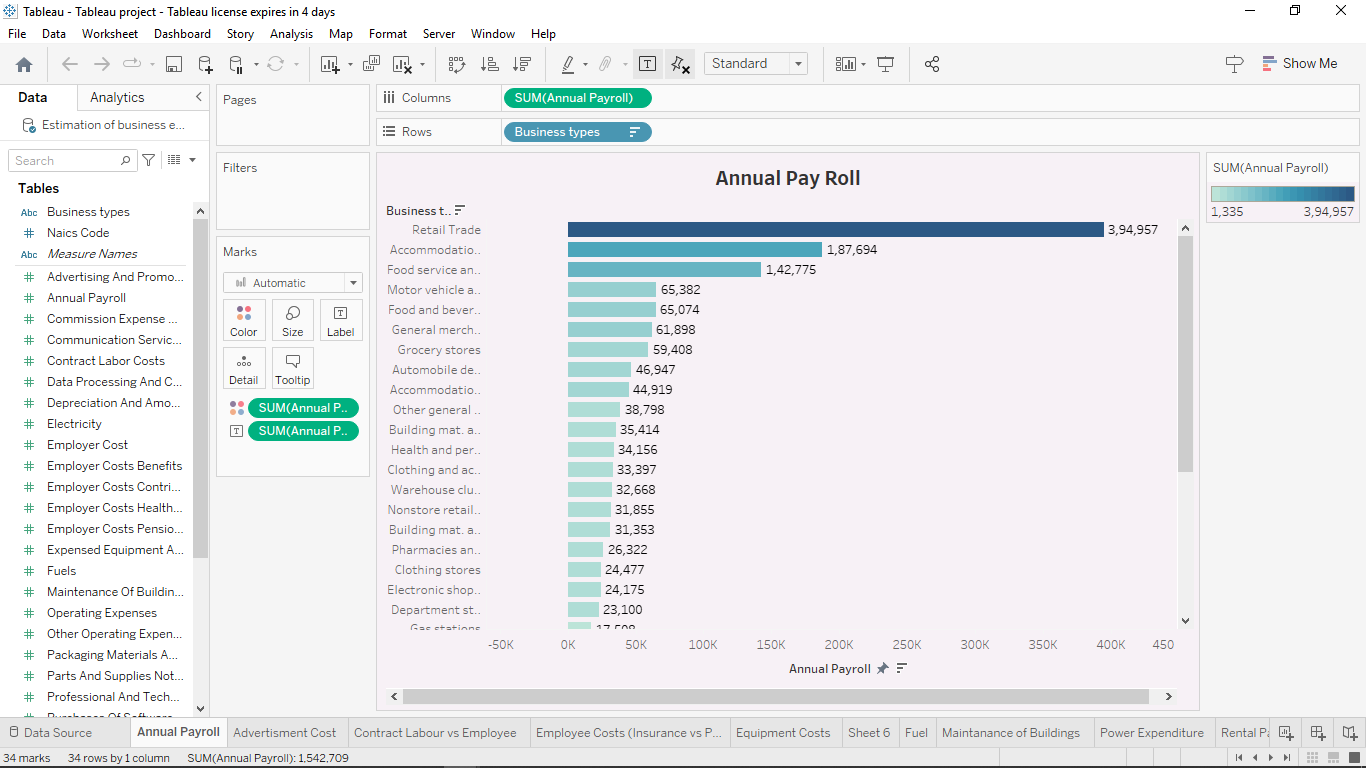 Tableau - Tableau project - Tableau license expires in 4 days
File Data Worksheet Dashboard Story Analysis Map Format Server Window Help
Standard
Show Me
Data Analytics
Estimation of business e...
Search
Tables
Abc Business types
Naics Code
Abc Measure Names
Advertising And Promo...
Annual Payroll
Commission Expense ...
Communication Servic...
Contract Labor Costs
Data Processing And C...
Depreciation And Amo...
Electricity
Employer Cost
Employer Costs Benefits
Employer Costs Contri...
Employer Costs Health...
Employer Costs Pensio...
Expensed Equipment A...
Fuels
Maintenance Of Buildin...
Operating Expenses
Other Operating Expen...
Packaging Materials A...
Parts And Supplies Not...
Professional And Tech...
Purchase Of Software
Pages
Filters
Marks
Automatic
Color Size Label
Detail Tooltip
SUM(Annual P..
SUM(Annual P..
Columns SUM(Annual Payroll)
Rows Business types
Annual Pay Roll
Business t..
Retail Trade 3,94,957
Accommodatio.. 1,87,694
Food service an.. 1,42,775
Motor vehicle a.. 65,382
Food and bever.. 65,074
General merch.. 61,898
Grocery stores 59,408
Automobile de.. 46,947
Accommodatio.. 44,919
Other general .. 38,798
Building mat. a.. 35,414
Health and per.. 34,156
Clothing and ac.. 33,397
Warehouse clu.. 32,668
Nonstore retail.. 31,855
Building mat. a.. 31,353
Pharmacies an.. 26,322
Clothing stores 24,477
Electronic shop.. 24,175
Department st.. 23,100
Gas stations 17,508
-50K 0K 50K 100K 150K 200K 250K 300K 350K 400K 450
Annual Payroll
SUM(Annual Payroll)
1,335 3,94,957
Data Source Annual Payroll Advertisment Cost Contract Labour vs Employee Employee Costs (Insurance vs P... Equipment Costs Sheet 6 Fuel Maintanance of Buildings Power Expenditure Rental Pa
34 marks 34 rows by 1 column SUM(Annual Payroll): 1,542,709